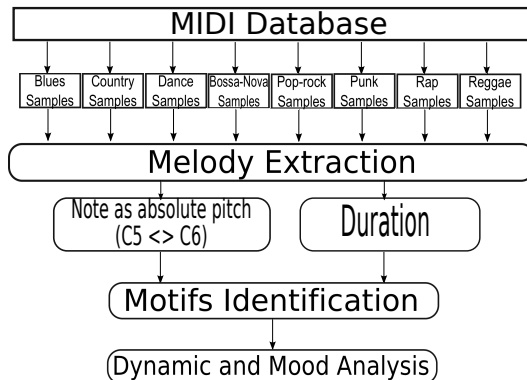 MIDI Database
Blues Samples
Country Samples
Dance Samples
Bossa-Nova Samples
Pop-rock Samples
Punk Samples
Rap Samples
Reggae Samples
Melody Extraction
Note as absolute pitch
(C5 <> C6)
Duration
Motifs Identification
Dynamic and Mood Analysis